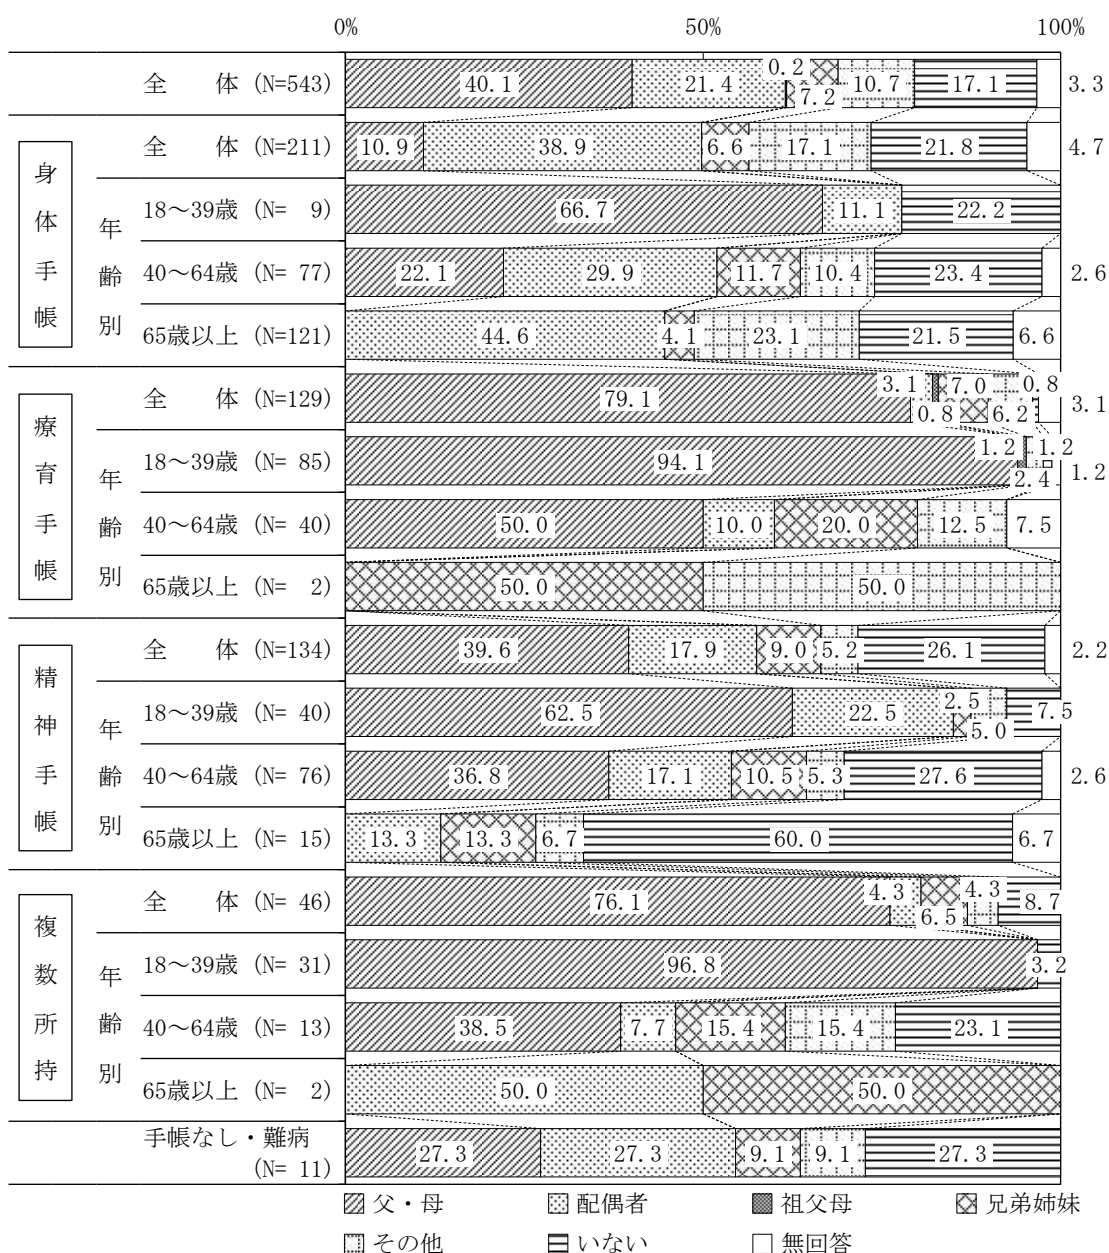 0% 50% 100%
全　体 (N=543) 40.1 21.4 0.2 7.2 10.7 17.1 3.3
身体手帳
全　体 (N=211) 10.9 38.9 6.6 17.1 21.8 4.7
年齢別
18～39歳 (N= 9) 66.7 11.1 22.2
40～64歳 (N= 77) 22.1 29.9 11.7 10.4 23.4 2.6
65歳以上 (N=121) 44.6 4.1 23.1 21.5 6.6
療育手帳
全　体 (N=129) 79.1 3.1 0.8 7.0 6.2 0.8 3.1
年齢別
18～39歳 (N= 85) 94.1 1.2 2.4 1.2 1.2
40～64歳 (N= 40) 50.0 10.0 20.0 12.5 7.5
65歳以上 (N= 2) 50.0 50.0
精神手帳
全　体 (N=134) 39.6 17.9 9.0 5.2 26.1 2.2
年齢別
18～39歳 (N= 40) 62.5 22.5 2.5 5.0 7.5
40～64歳 (N= 76) 36.8 17.1 10.5 5.3 27.6 2.6
65歳以上 (N= 15) 13.3 13.3 6.7 60.0 6.7
複数所持
全　体 (N= 46) 76.1 4.3 6.5 4.3 8.7
年齢別
18～39歳 (N= 31) 96.8 3.2
40～64歳 (N= 13) 38.5 7.7 15.4 15.4 23.1
65歳以上 (N= 2) 50.0 50.0
手帳なし・難病
(N= 11) 27.3 27.3 9.1 9.1 27.3
父・母 配偶者 祖父母 兄弟姉妹
その他 いない 無回答